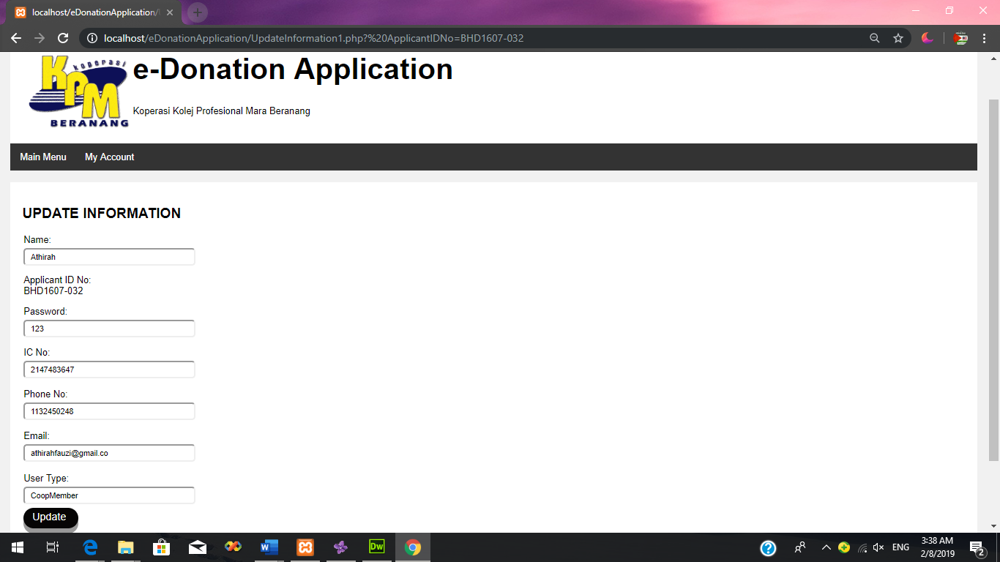 localhost/eDonationApplication/
localhost/eDonationApplication/UpdateInformation1.php?%20ApplicantIDNo=BHD1607-032
koperasi
KPM
BERANANG
e-Donation Application
Koperasi Kolej Profesional Mara Beranang
Main Menu My Account
UPDATE INFORMATION
Name:
Athirah
Applicant ID No:
BHD1607-032
Password:
123
IC No:
2147483647
Phone No:
1132450248
Email:
athirahfauzi@gmail.co
User Type:
CoopMember
Update
Dw
ENG
3:38 AM
2/8/2019
2